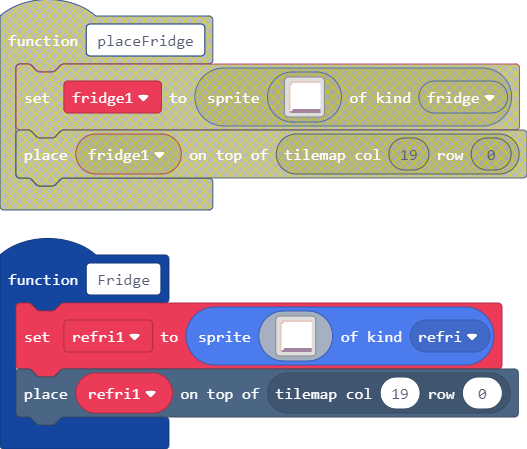 function placeFridge
set fridge1 to sprite of kind fridge
place fridge1 on top of tilemap col 19 row 0
function Fridge
set refri1 to sprite of kind refri
place refri1 on top of tilemap col 19 row 0